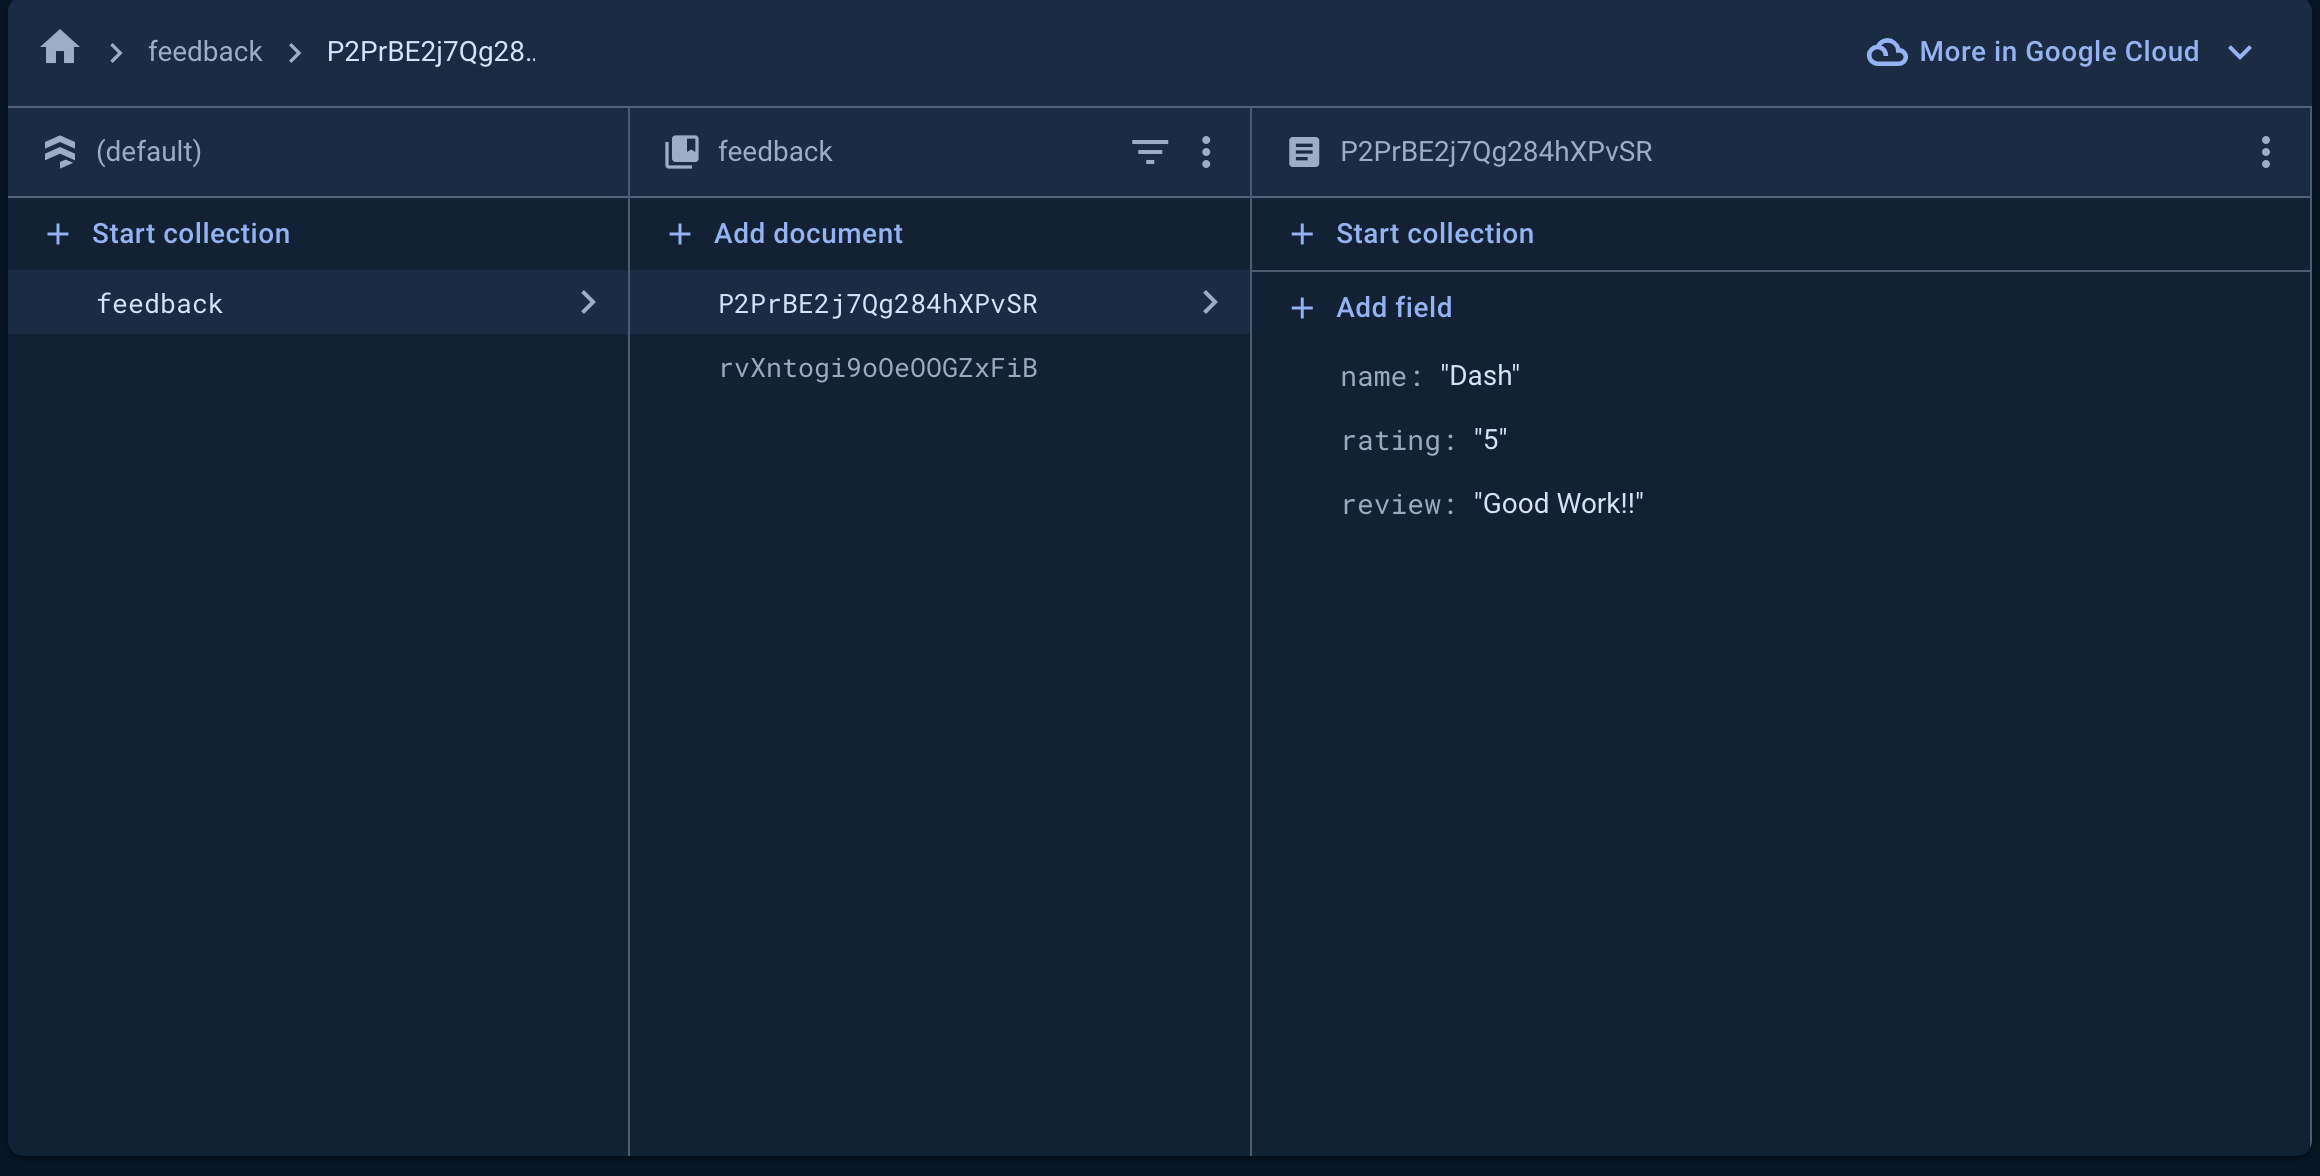 feedback P2PrBE2j7Qg28.. More in Google Cloud
(default) feedback P2PrBE2j7Qg284hXPvSR
Start collection
feedback
Add document
P2PrBE2j7Qg284hXPvSR
rvXntogi9oOeOOGZxFiB
Start collection
Add field
name: "Dash"
rating: "5"
review: "Good Work!!"